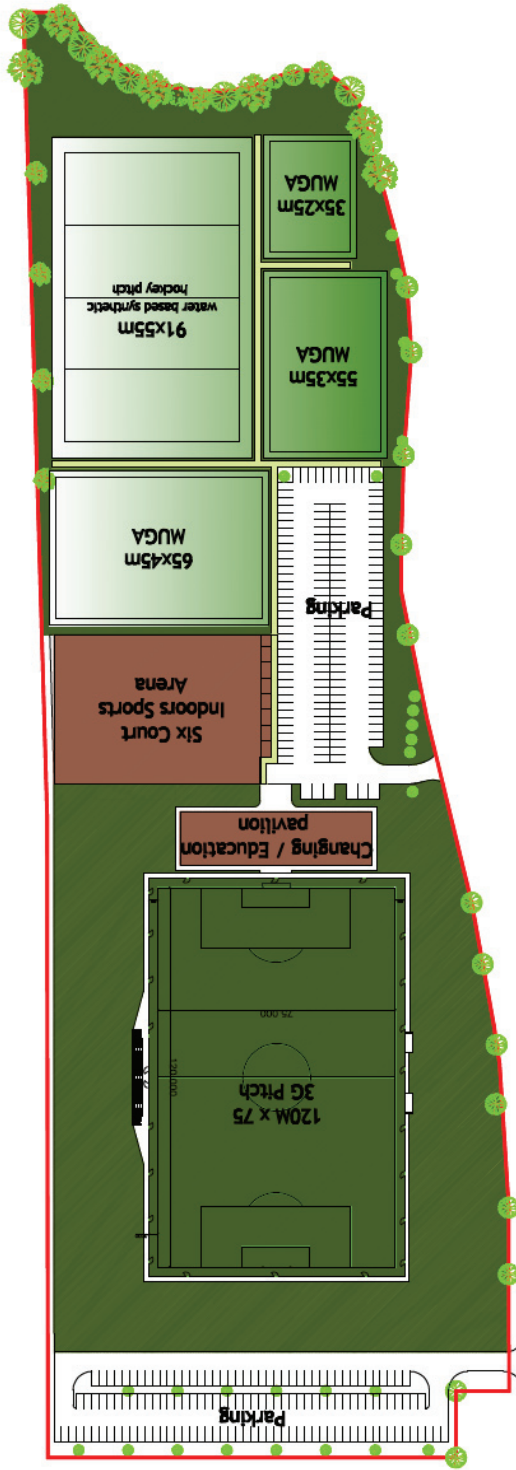 Parking
120M x 75
3G Pitch
120.000
75.000
Changing / Education
pavilion
Six Court
Indoors Sports
Arena
Parking
65x45m
MUGA
55x35m
MUGA
91x55m
water based synthetic
hockey pitch
35x25m
MUGA